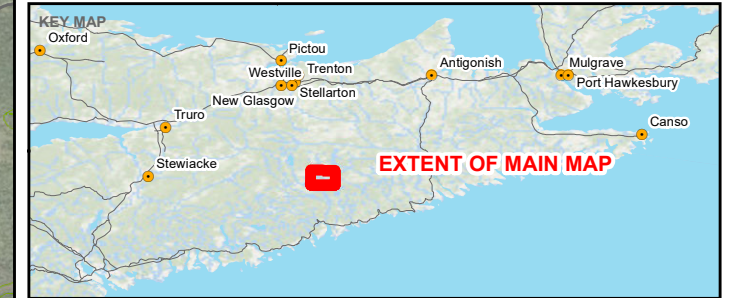 KEY MAP
Oxford
Pictou
Westville Trenton
Antigonish
Mulgrave
New Glasgow Stellarton
Port Hawkesbury
Truro
Canso
Stewiacke
EXTENT OF MAIN MAP